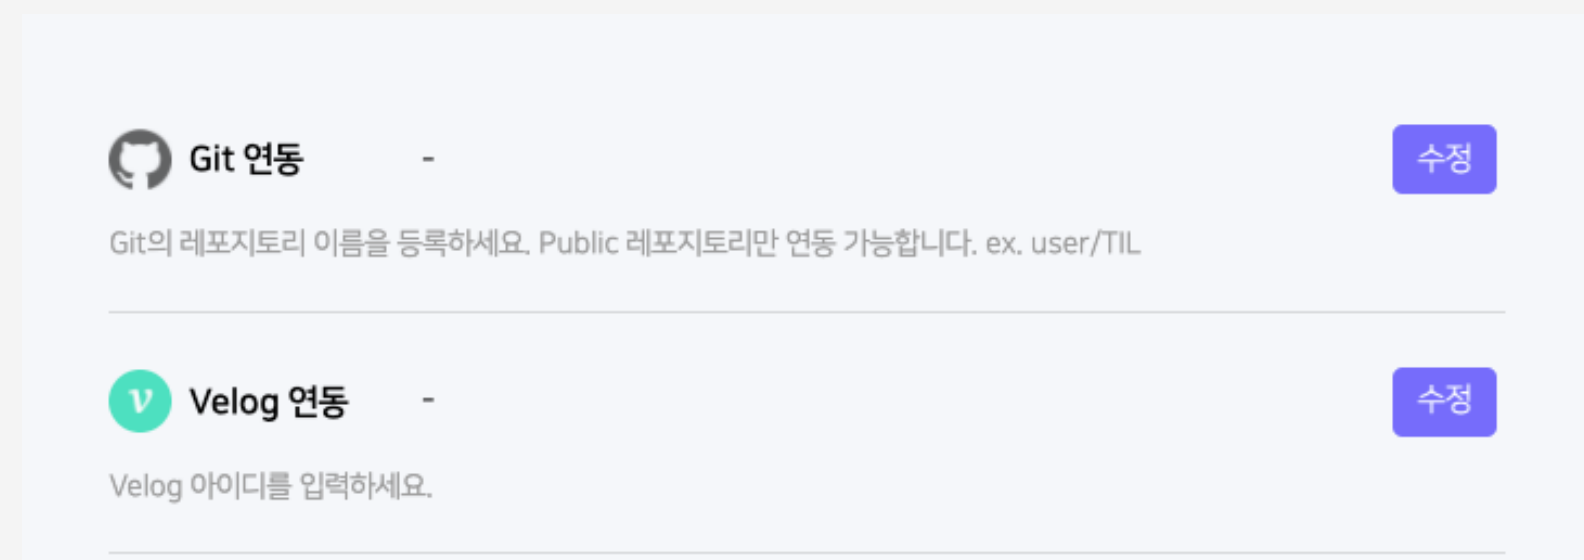 Git 연동 - 수정
Git의 레포지토리 이름을 등록하세요. Public 레포지토리만 연동 가능합니다. ex. user/TIL
v Velog 연동 - 수정
Velog 아이디를 입력하세요.